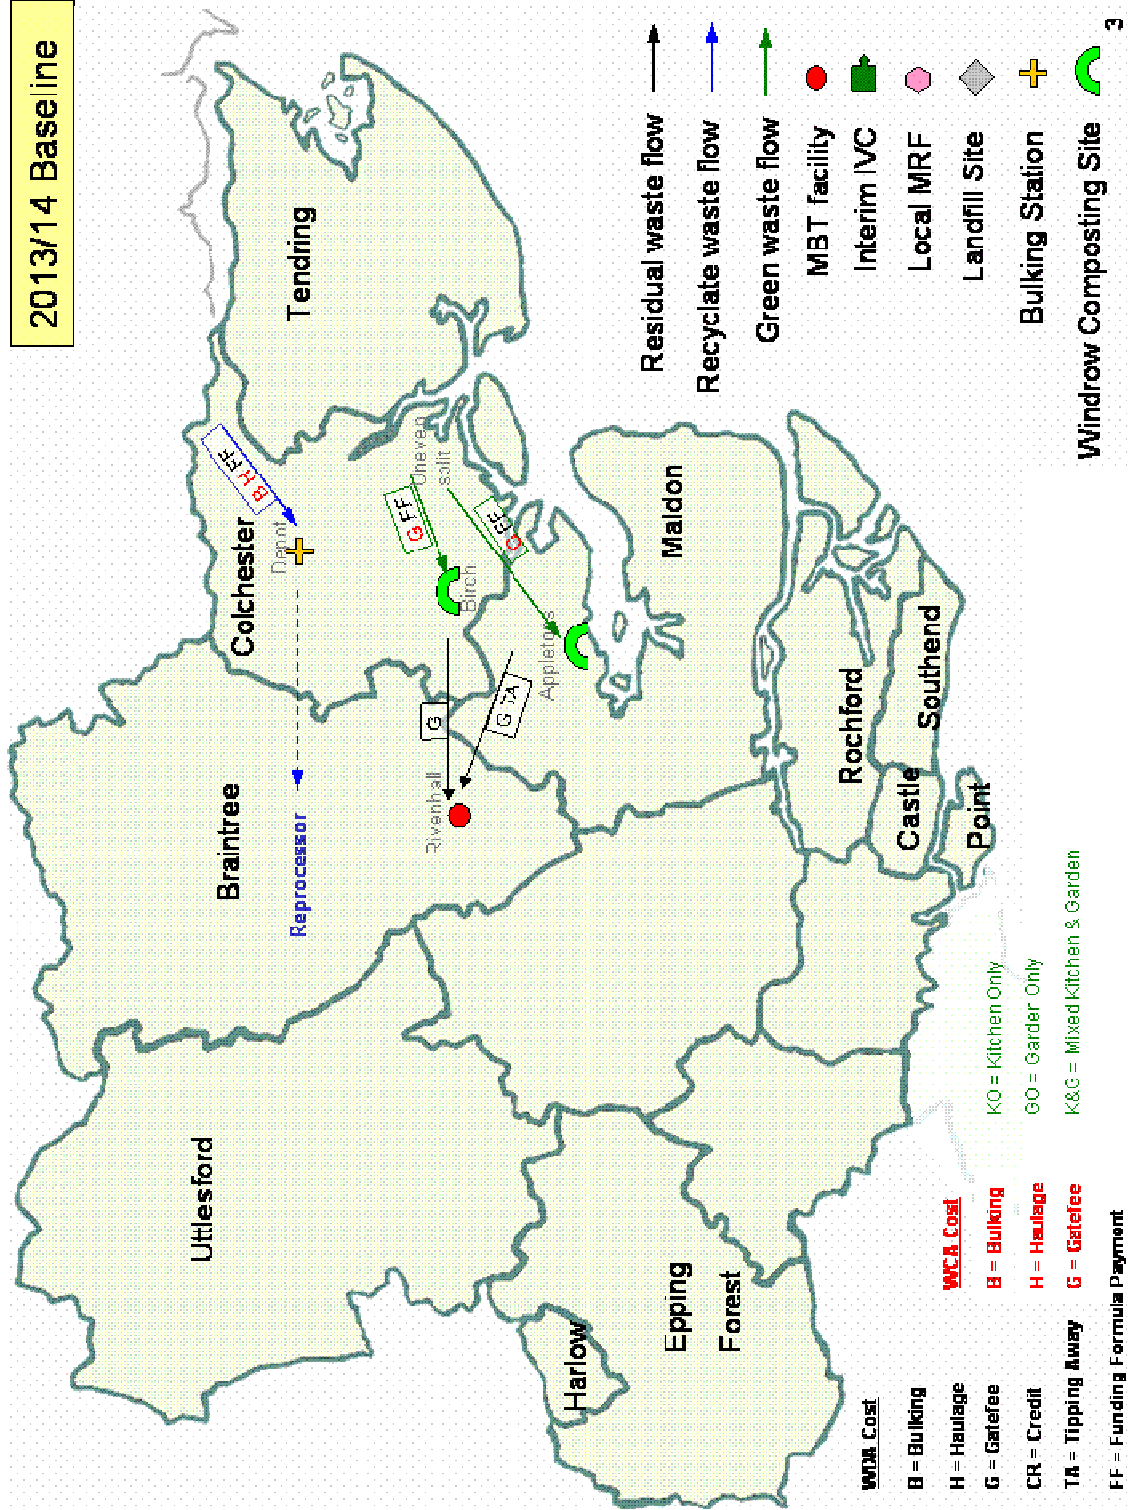 2013/14 Baseline
Uttlesford
Braintree
Colchester
Tendring
Harlow
Epping
Forest
Maldon
Rochford
Southend
Castle
Point
B H FF
Depot
Reprocessor
Uneven
split
G FF
G FF
Birch
Appletons
G
G TA
Rivenhall
Residual waste flow
Recyclate waste flow
Green waste flow
MBT facility
Interim IVC
Local MRF
Landfill Site
Bulking Station
Windrow Composting Site
WDA Cost
B = Bulking
H = Haulage
G = Gatefee
CR = Credit
TA = Tipping Away
FF = Funding Formula Payment
WCA Cost
B = Bulking
H = Haulage
G = Gatefee
KO = Kitchen Only
GO = Garden Only
K&G = Mixed Kitchen & Garden
3